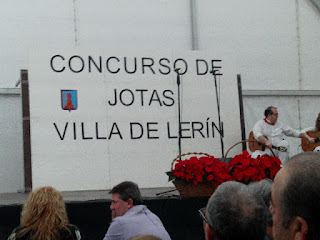 CONCURSO DE
JOTAS
VILLA DE LERÍN